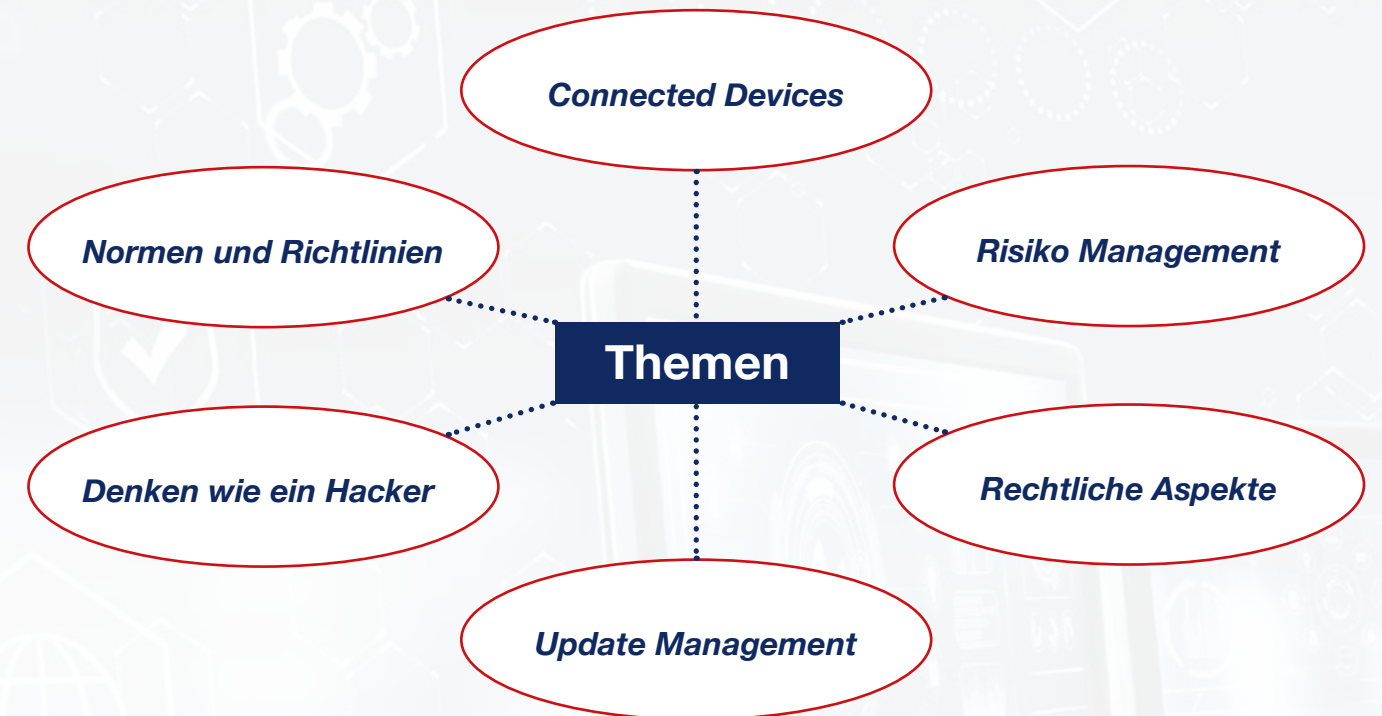 Connected Devices
Normen und Richtlinien
Risiko Management
Themen
Denken wie ein Hacker
Rechtliche Aspekte
Update Management